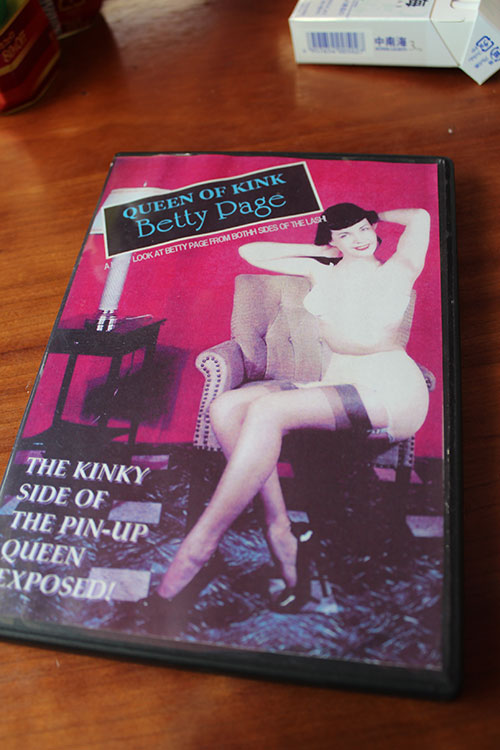 中南海
QUEEN OF KINK
Betty Page
A LOOK AT BETTY PAGE FROM BOTHH SIDES OF THE LASH
THE KINKY
SIDE OF
THE PIN-UP
QUEEN
EXPOSED!